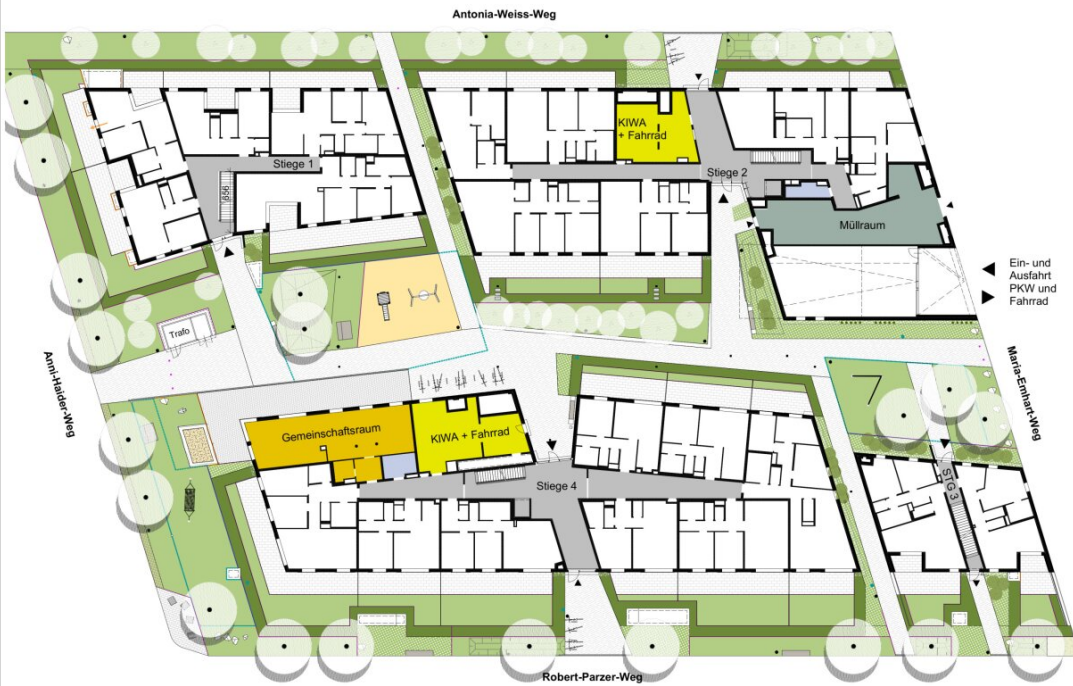 Antonia-Weiss-Weg
KIWA
+ Fahrrad
Stiege 1
Stiege 2
Müllraum
Ein- und
Ausfahrt
PKW und
Fahrrad
Trafo
Anni-Haider-Weg
Maria-Emhart-Weg
Gemeinschaftsraum
KIWA + Fahrrad
Stiege 4
STG 3
Robert-Parzer-Weg